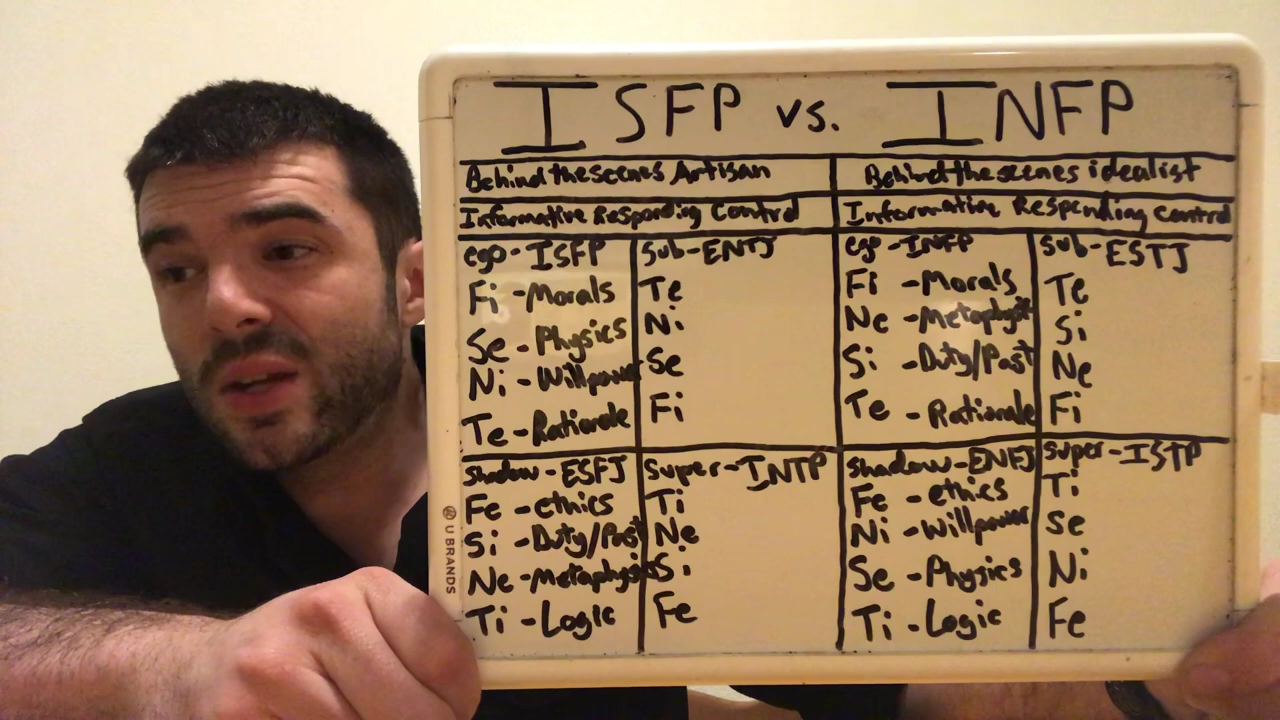 ISFP vs. INFP
Behind the scenes Artisan
Behind the scenes idealist
Informative Responding Control
Informative Responding control
ego-ISFP
Fi -Morals
Se -Physics
Ni -Willpower
Te -Rationale
Sub-ENTJ
Te
Ni
Se
Fi
ego-INFP
Fi -Morals
Ne -Metaphysics
Si -Duty/Past
Te -Rationale
Sub-ESTJ
Te
Si
Ne
Fi
Shadow-ESFJ
Fe -ethics
Si -Duty/Past
Ne -Metaphysics
Ti -Logic
Super-INTP
Ti
Ne
Si
Fe
Shadow-ENFJ
Fe -ethics
Ni -Willpower
Se -Physics
Ti -Logic
Super-ISTP
Ti
Se
Ni
Fe
U BRANDS